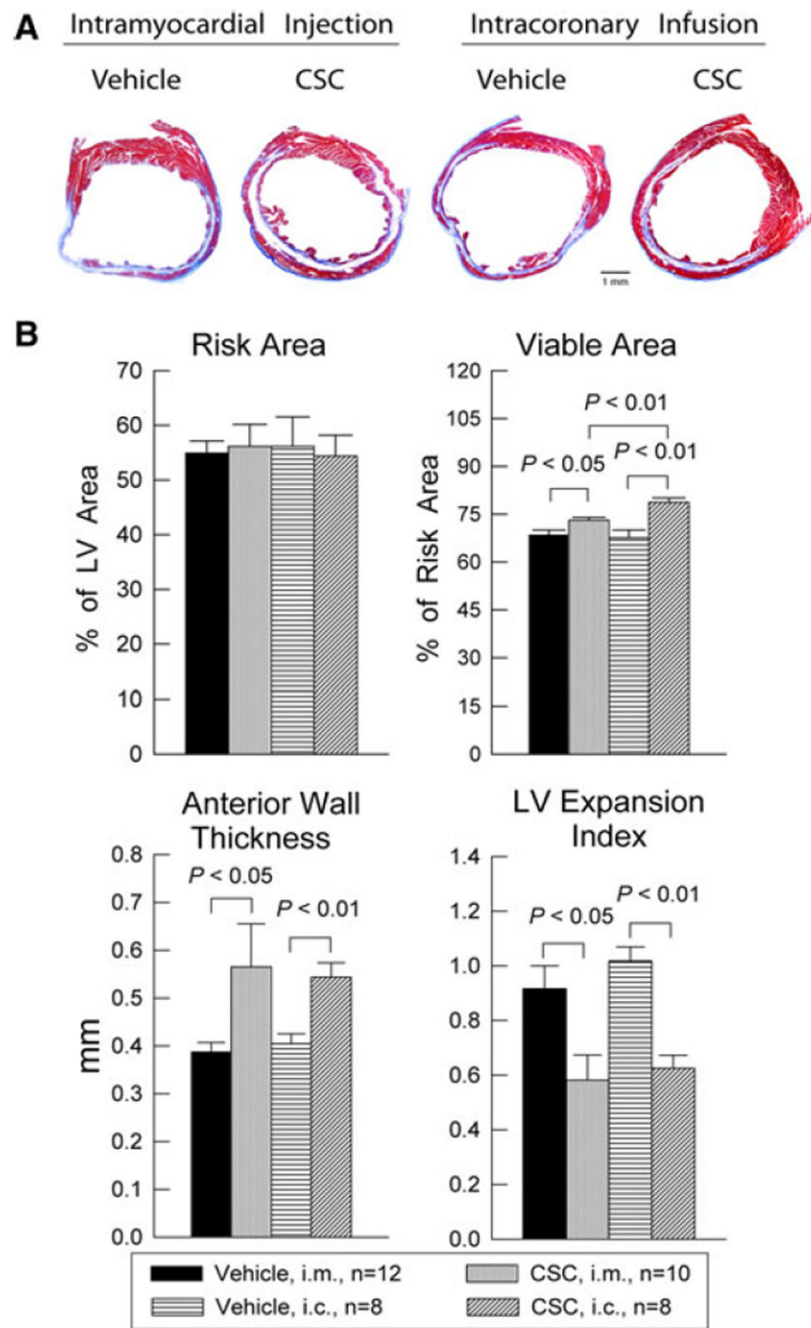 A
Intramyocardial Injection
Intracoronary Infusion
Vehicle
CSC
Vehicle
CSC
1 mm
B
Risk Area
% of LV Area
70
60
50
40
30
20
10
0
Viable Area
% of Risk Area
120
105
90
75
60
45
30
15
0
P < 0.01
P < 0.05
P < 0.01
Anterior Wall
Thickness
mm
0.8
0.7
0.6
0.5
0.4
0.3
0.2
0.1
0.0
P < 0.05
P < 0.01
LV Expansion
Index
1.4
1.2
1.0
0.8
0.6
0.4
0.2
0.0
P < 0.05
P < 0.01
Vehicle, i.m., n=12
CSC, i.m., n=10
Vehicle, i.c., n=8
CSC, i.c., n=8